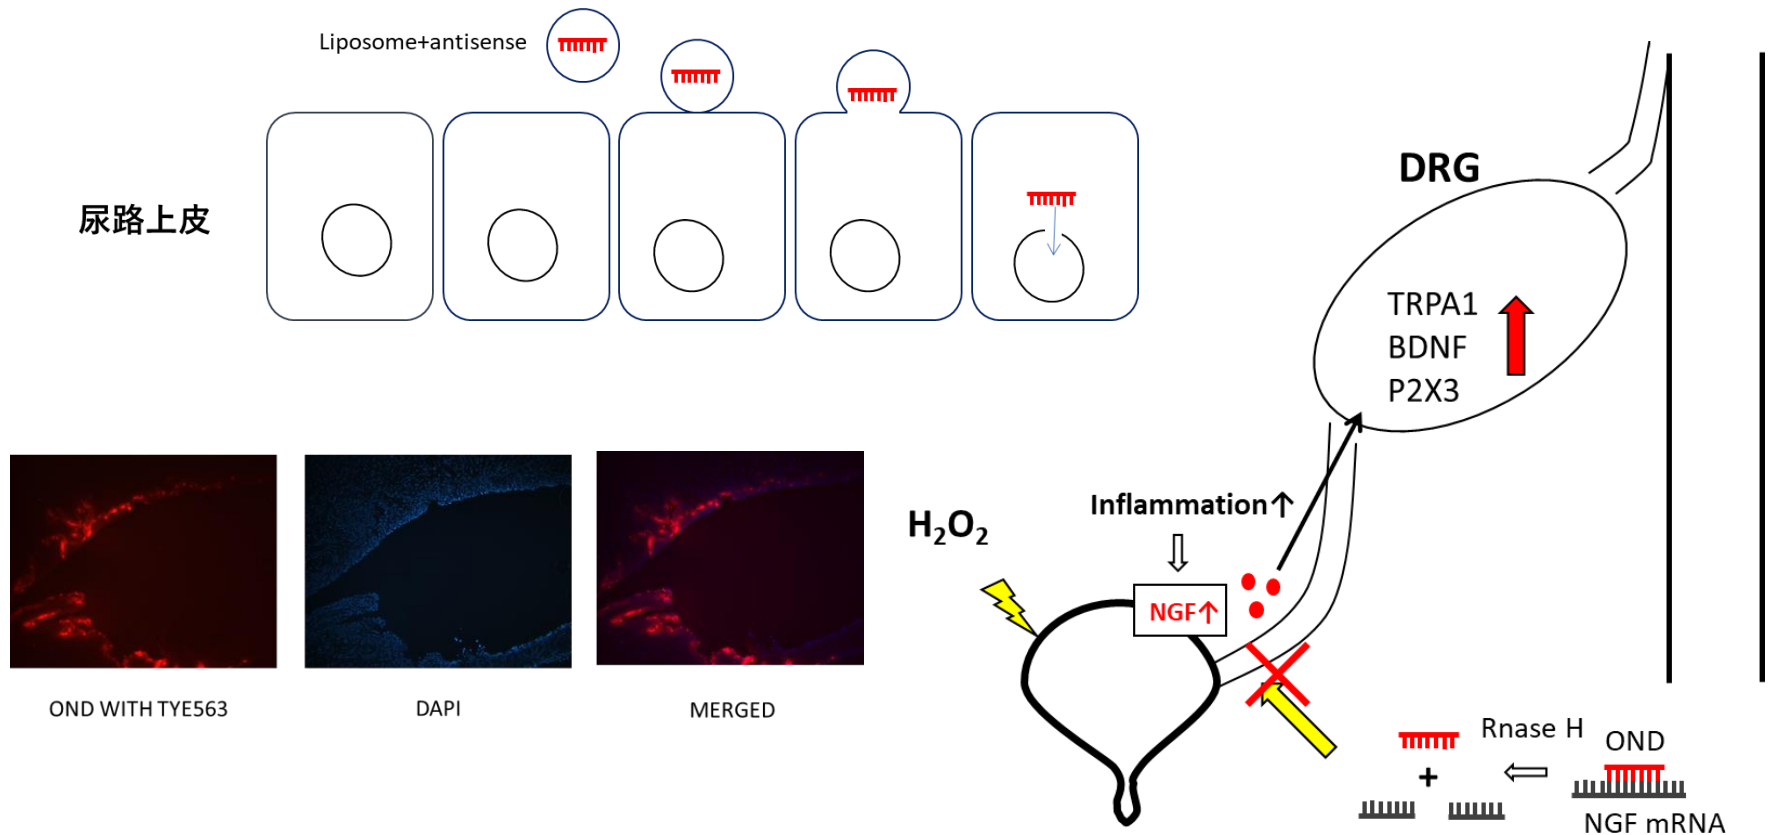 Liposome+antisense
尿路上皮
DRG
TRPA1
BDNF
P2X3
Inflammation↑
H₂O₂
NGF↑
OND WITH TYE563
DAPI
MERGED
Rnase H
OND
+
NGF mRNA